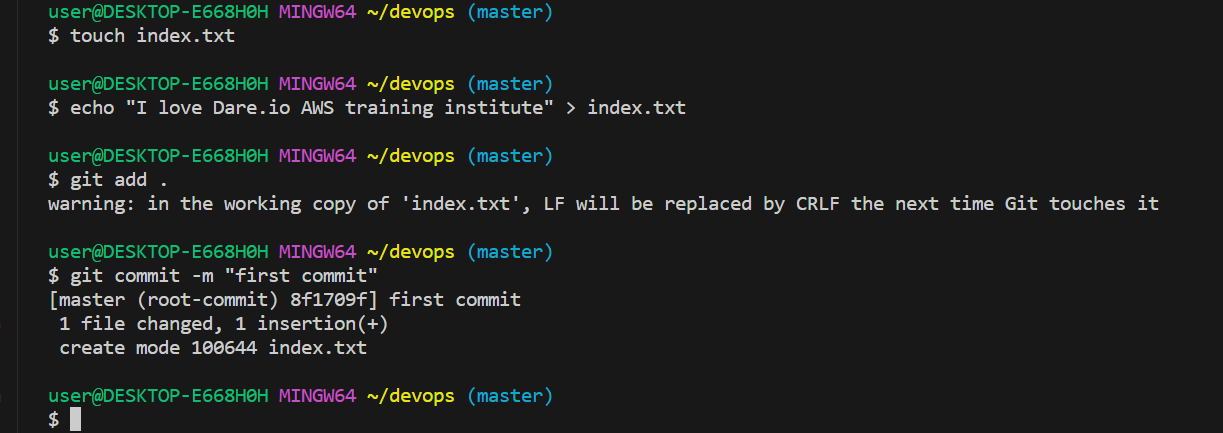 user@DESKTOP-E668H0H MINGW64 ~/devops (master)
$ touch index.txt
user@DESKTOP-E668H0H MINGW64 ~/devops (master)
$ echo "I love Dare.io AWS training institute" > index.txt
user@DESKTOP-E668H0H MINGW64 ~/devops (master)
$ git add .
warning: in the working copy of 'index.txt', LF will be replaced by CRLF the next time Git touches it
user@DESKTOP-E668H0H MINGW64 ~/devops (master)
$ git commit -m "first commit"
[master (root-commit) 8f1709f] first commit
 1 file changed, 1 insertion(+)
 create mode 100644 index.txt
user@DESKTOP-E668H0H MINGW64 ~/devops (master)
$